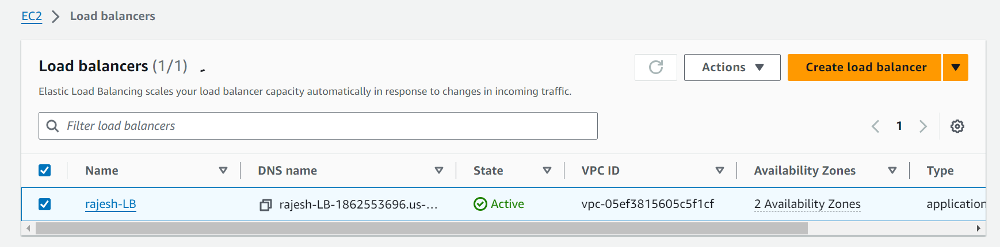 EC2 > Load balancers
Load balancers (1/1)
Actions
Create load balancer
Elastic Load Balancing scales your load balancer capacity automatically in response to changes in incoming traffic.
Filter load balancers
1
Name DNS name State VPC ID Availability Zones Type
rajesh-LB rajesh-LB-1862553696.us-... Active vpc-05ef3815605c5f1cf 2 Availability Zones application